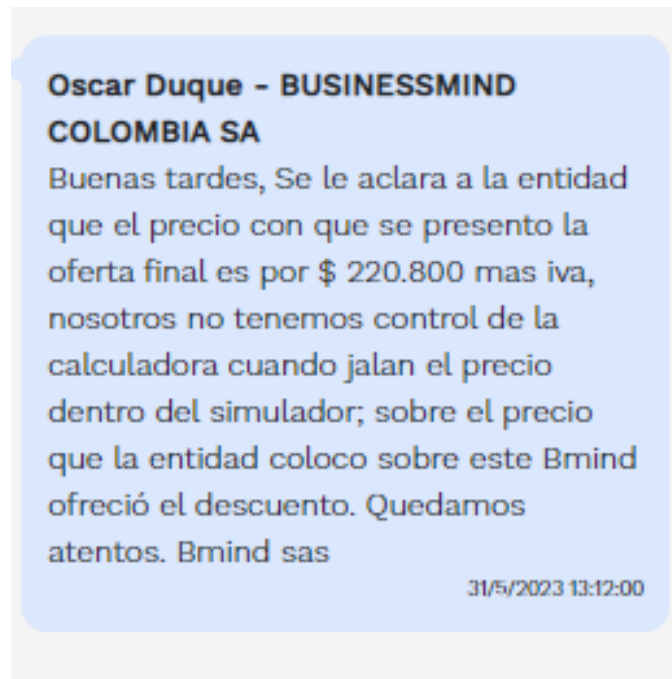 Oscar Duque - BUSINESSMIND
COLOMBIA SA
Buenas tardes, Se le aclara a la entidad
que el precio con que se presento la
oferta final es por $ 220.800 mas iva,
nosotros no tenemos control de la
calculadora cuando jalan el precio
dentro del simulador; sobre el precio
que la entidad coloco sobre este Bmind
ofreció el descuento. Quedamos
atentos. Bmind sas
31/5/2023 13:12:00